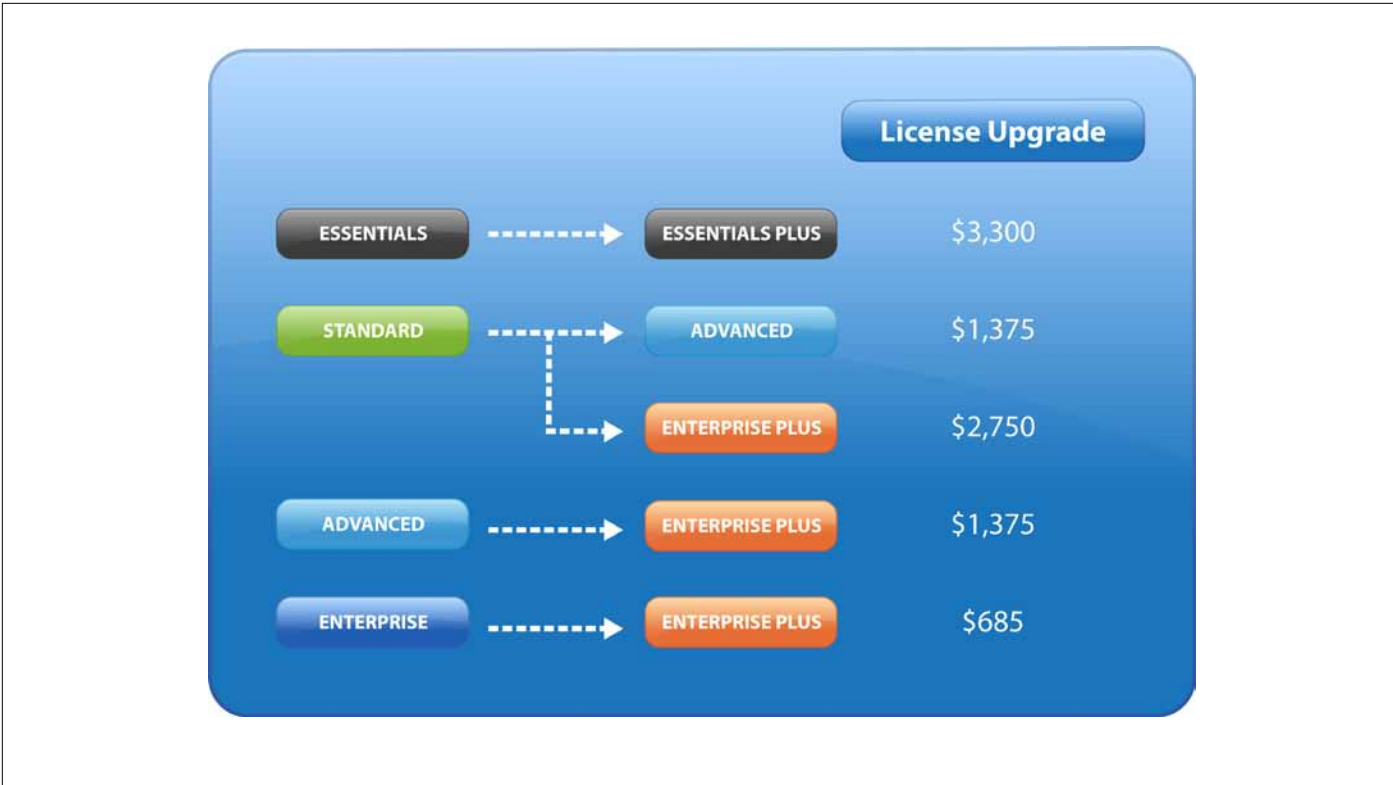 License Upgrade
ESSENTIALS ESSENTIALS PLUS $3,300
STANDARD ADVANCED $1,375
ENTERPRISE PLUS $2,750
ADVANCED ENTERPRISE PLUS $1,375
ENTERPRISE ENTERPRISE PLUS $685